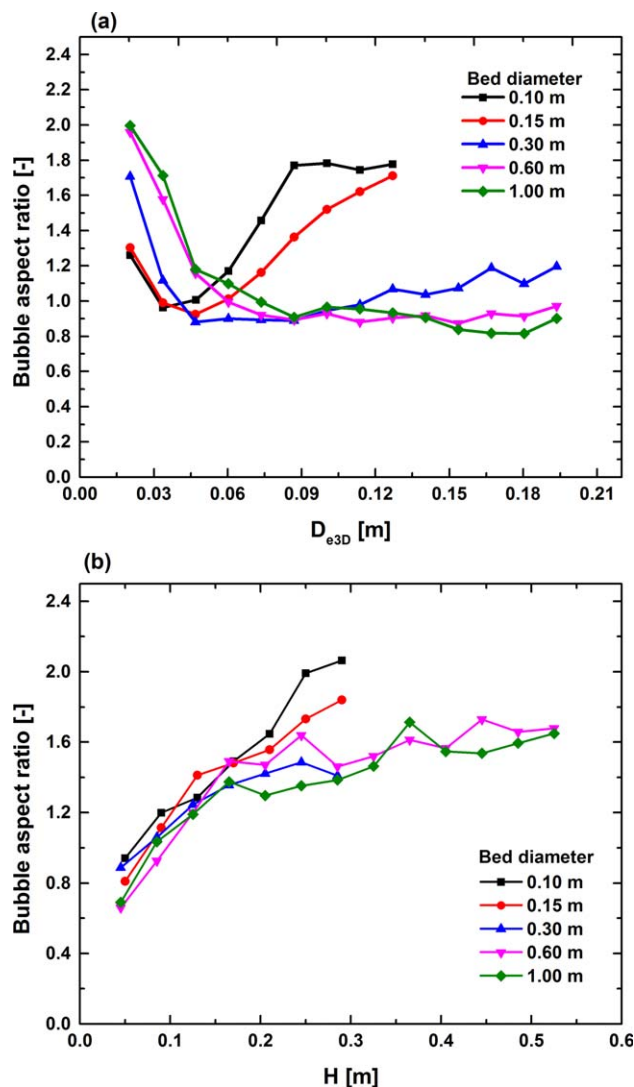 (a)
2.4
2.2
2.0
1.8
1.6
1.4
1.2
1.0
0.8
0.6
0.4
0.2
0.0
Bubble aspect ratio [-]
Bed diameter
0.10 m
0.15 m
0.30 m
0.60 m
1.00 m
0.00 0.03 0.06 0.09 0.12 0.15 0.18 0.21
De3D [m]
(b)
2.4
2.0
1.6
1.2
0.8
0.4
0.0
Bubble aspect ratio [-]
Bed diameter
0.10 m
0.15 m
0.30 m
0.60 m
1.00 m
0.0 0.1 0.2 0.3 0.4 0.5 0.6
H [m]